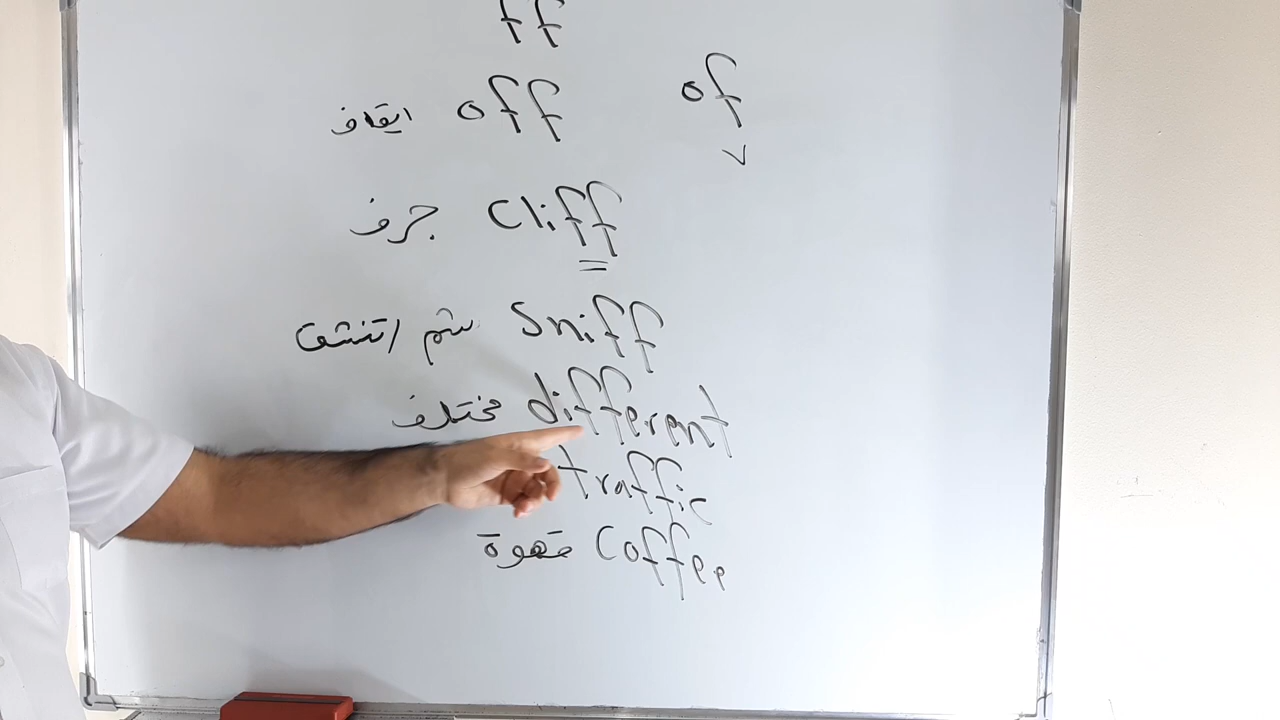 ff
off ايقاف
of
v
Cliff جرف
Sniff شم / تنشق
different مختلف
traffic
Coffee قهوة